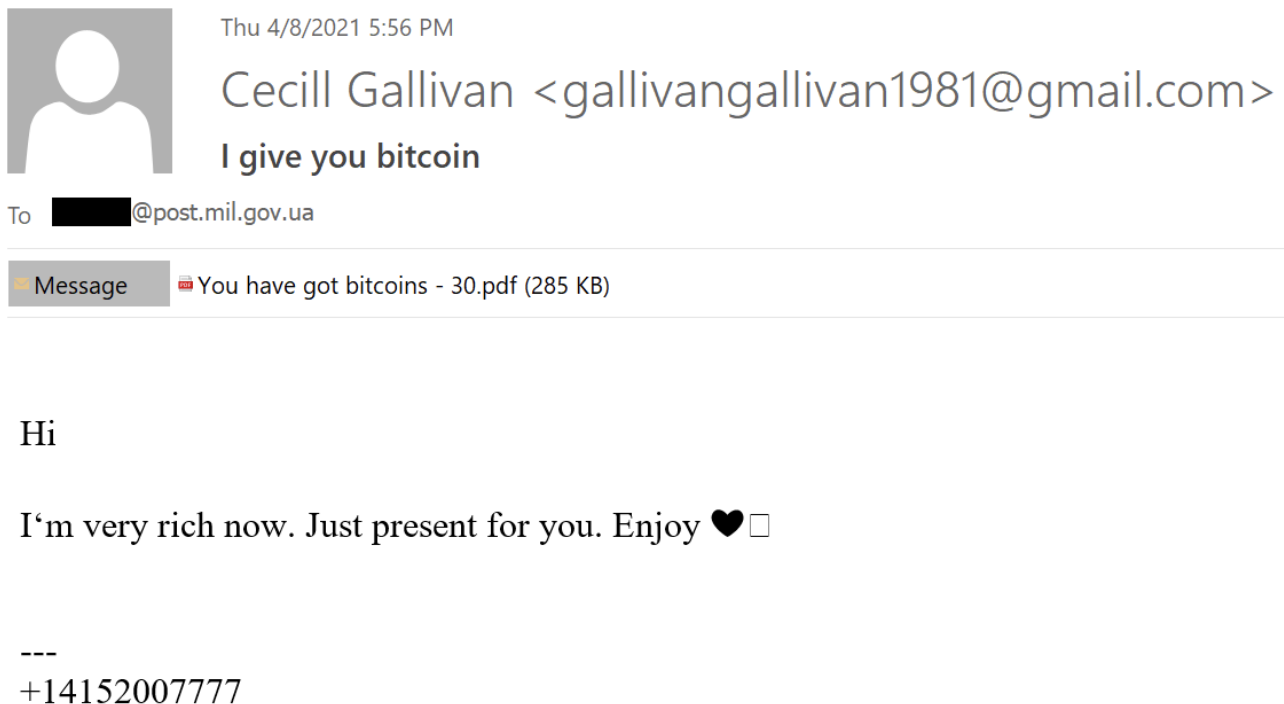 Thu 4/8/2021 5:56 PM
Cecill Gallivan <gallivangallivan1981@gmail.com>
I give you bitcoin
To @post.mil.gov.ua
Message PDF You have got bitcoins - 30.pdf (285 KB)
Hi
I‘m very rich now. Just present for you. Enjoy ♥□
---
+14152007777